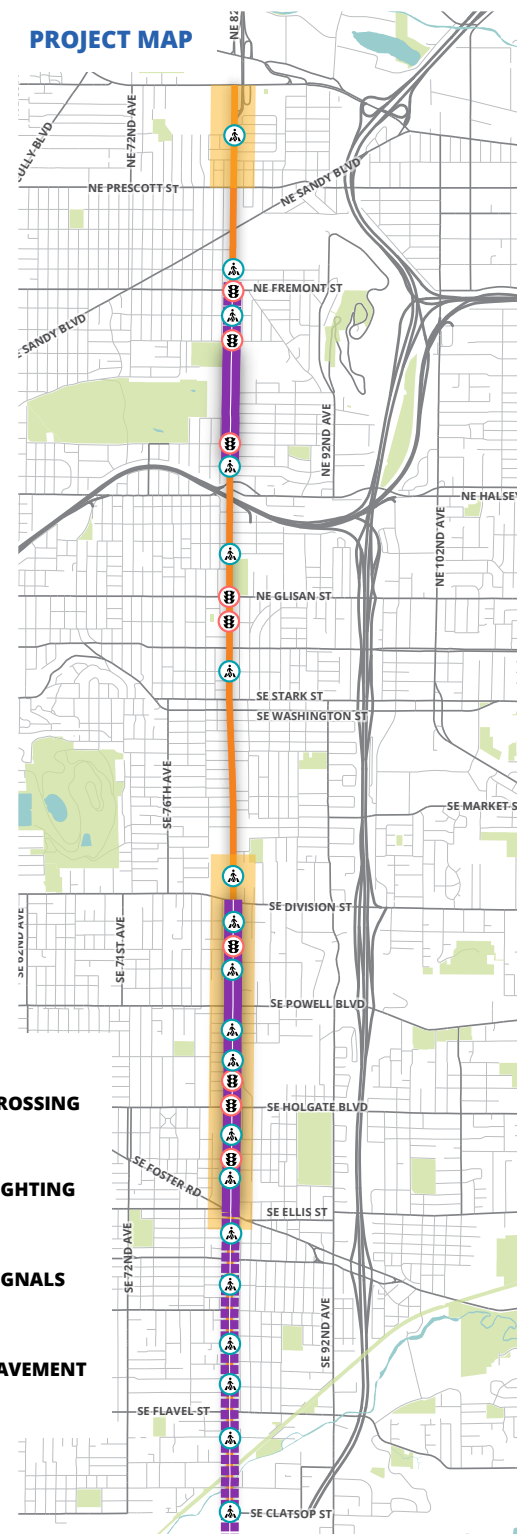 PROJECT MAP
NE 82
NE 72ND AVE
CULLY BLVD
NE PRESCOTT ST
NE SANDY BLVD
NE FREMONT ST
E SANDY BLVD
NE 92ND AVE
NE HALSEY
NE 102ND AVE
NE GLISAN ST
SE STARK ST
SE WASHINGTON ST
SE 76TH AVE
SE MARKET S
SE DIVISION ST
SE 62ND AVE
SE 71ST AVE
SE POWELL BLVD
ROSSING
SE HOLGATE BLVD
SE FOSTER RD
GHTING
SE ELLIS ST
SE 72ND AVE
GNALS
SE 92ND AVE
AVEMENT
SE FLAVEL ST
SE CLATSOP ST